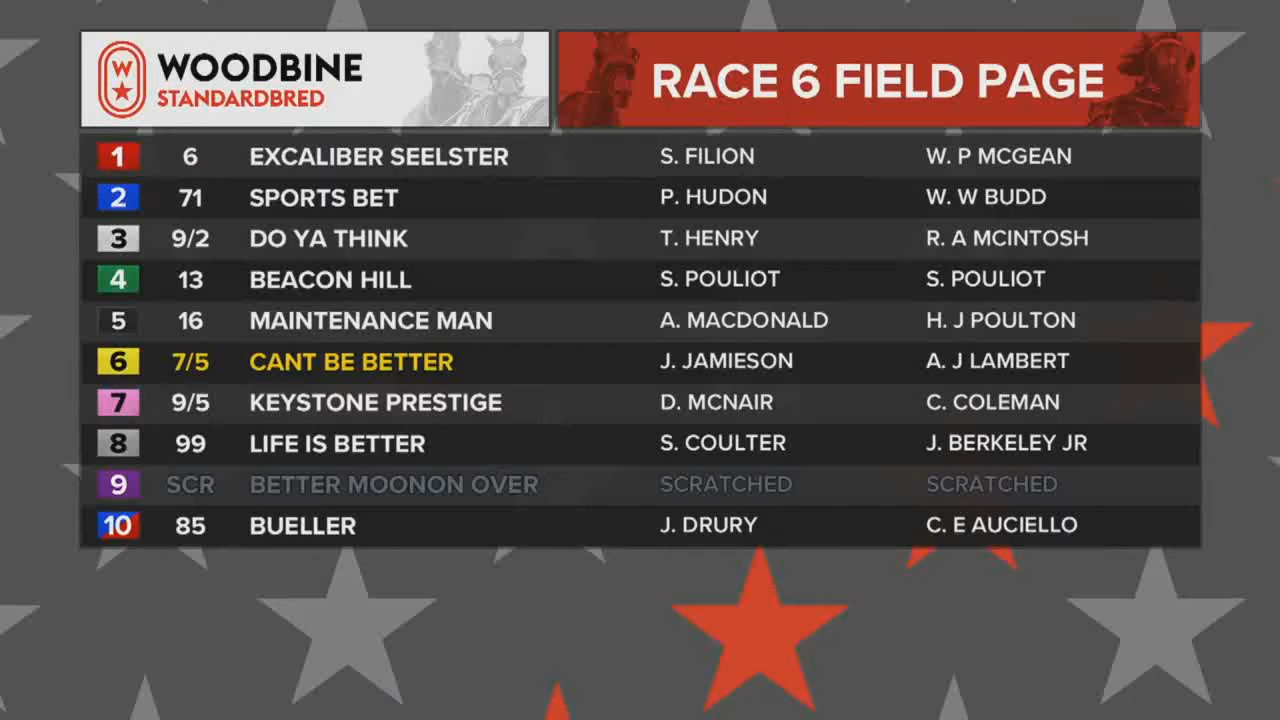 W
WOODBINE
STANDARDBRED
RACE 6 FIELD PAGE
1 6 EXCALIBER SEELSTER S. FILION W. P MCGEAN
2 71 SPORTS BET P. HUDON W. W BUDD
3 9/2 DO YA THINK T. HENRY R. A MCINTOSH
4 13 BEACON HILL S. POULIOT S. POULIOT
5 16 MAINTENANCE MAN A. MACDONALD H. J POULTON
6 7/5 CANT BE BETTER J. JAMIESON A. J LAMBERT
7 9/5 KEYSTONE PRESTIGE D. MCNAIR C. COLEMAN
8 99 LIFE IS BETTER S. COULTER J. BERKELEY JR
9 SCR BETTER MOONON OVER SCRATCHED SCRATCHED
10 85 BUELLER J. DRURY C. E AUCIELLO